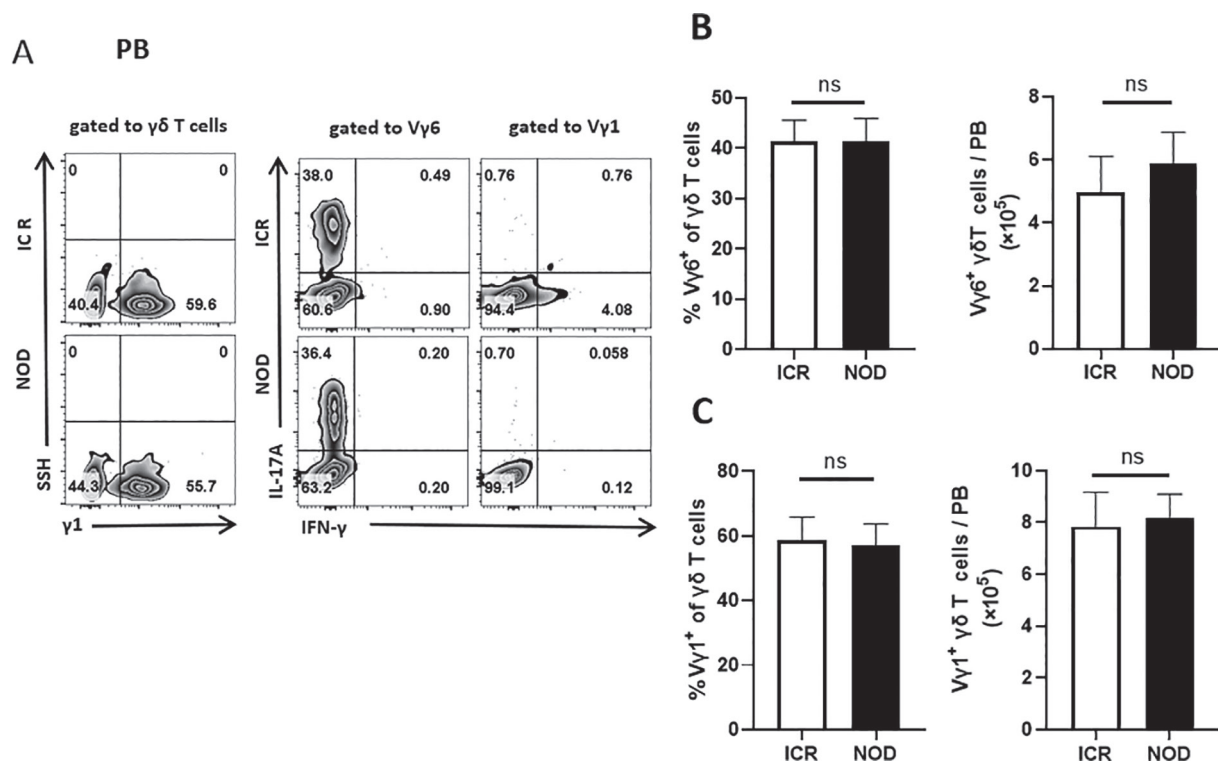 A PB
gated to γδ T cells
gated to Vγ6
gated to Vγ1
IC R
0 0
40.4 59.6
ICR
38.0 0.49
60.6 0.90
0.76 0.76
94.4 4.08
NOD
0 0
44.3 55.7
NOD
36.4 0.20
63.2 0.20
0.70 0.058
99.1 0.12
SSH
γ1
IL-17A
IFN-γ
B
% Vγ6+ of γδ T cells
50
40
30
20
10
0
ns
ICR NOD
Vγ6+ γδT cells / PB
(×10⁵)
8
6
4
2
0
ns
ICR NOD
C
%Vγ1+ of γδ T cells
80
60
40
20
0
ns
ICR NOD
Vγ1+ γδ T cells / PB
(×10⁵)
10
8
6
4
2
0
ns
ICR NOD